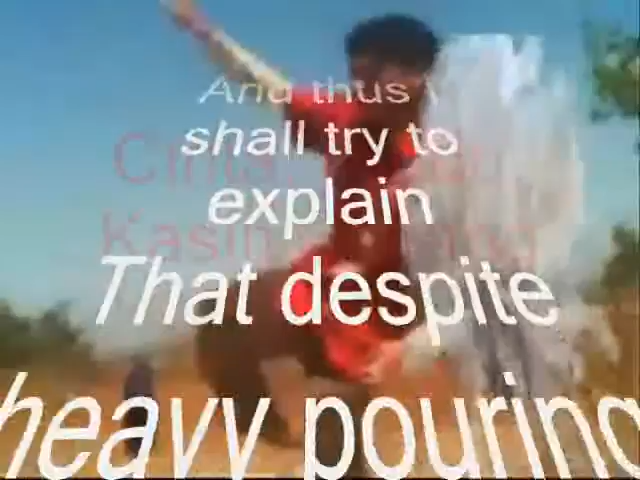 And thus I
shall try to
explain
That despite
heavy pouring